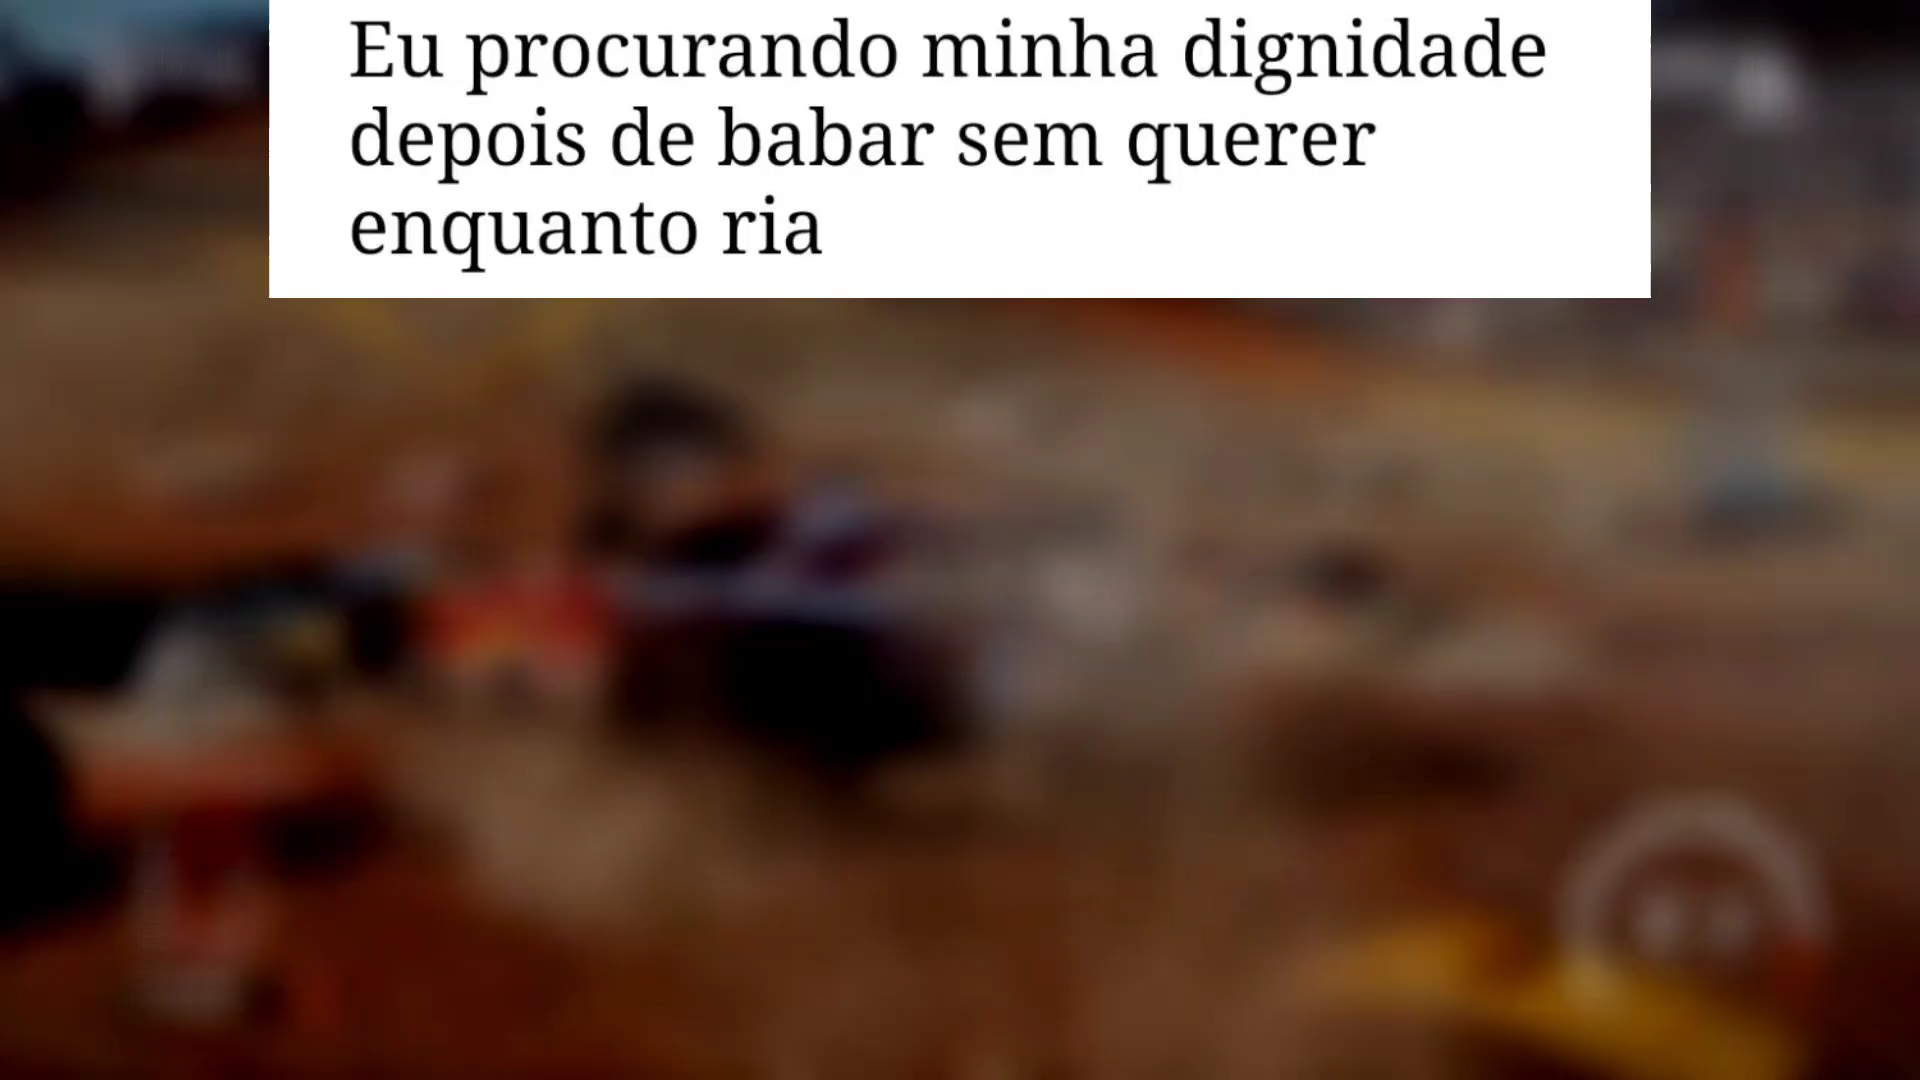 Eu procurando minha dignidade
depois de babar sem querer
enquanto ria